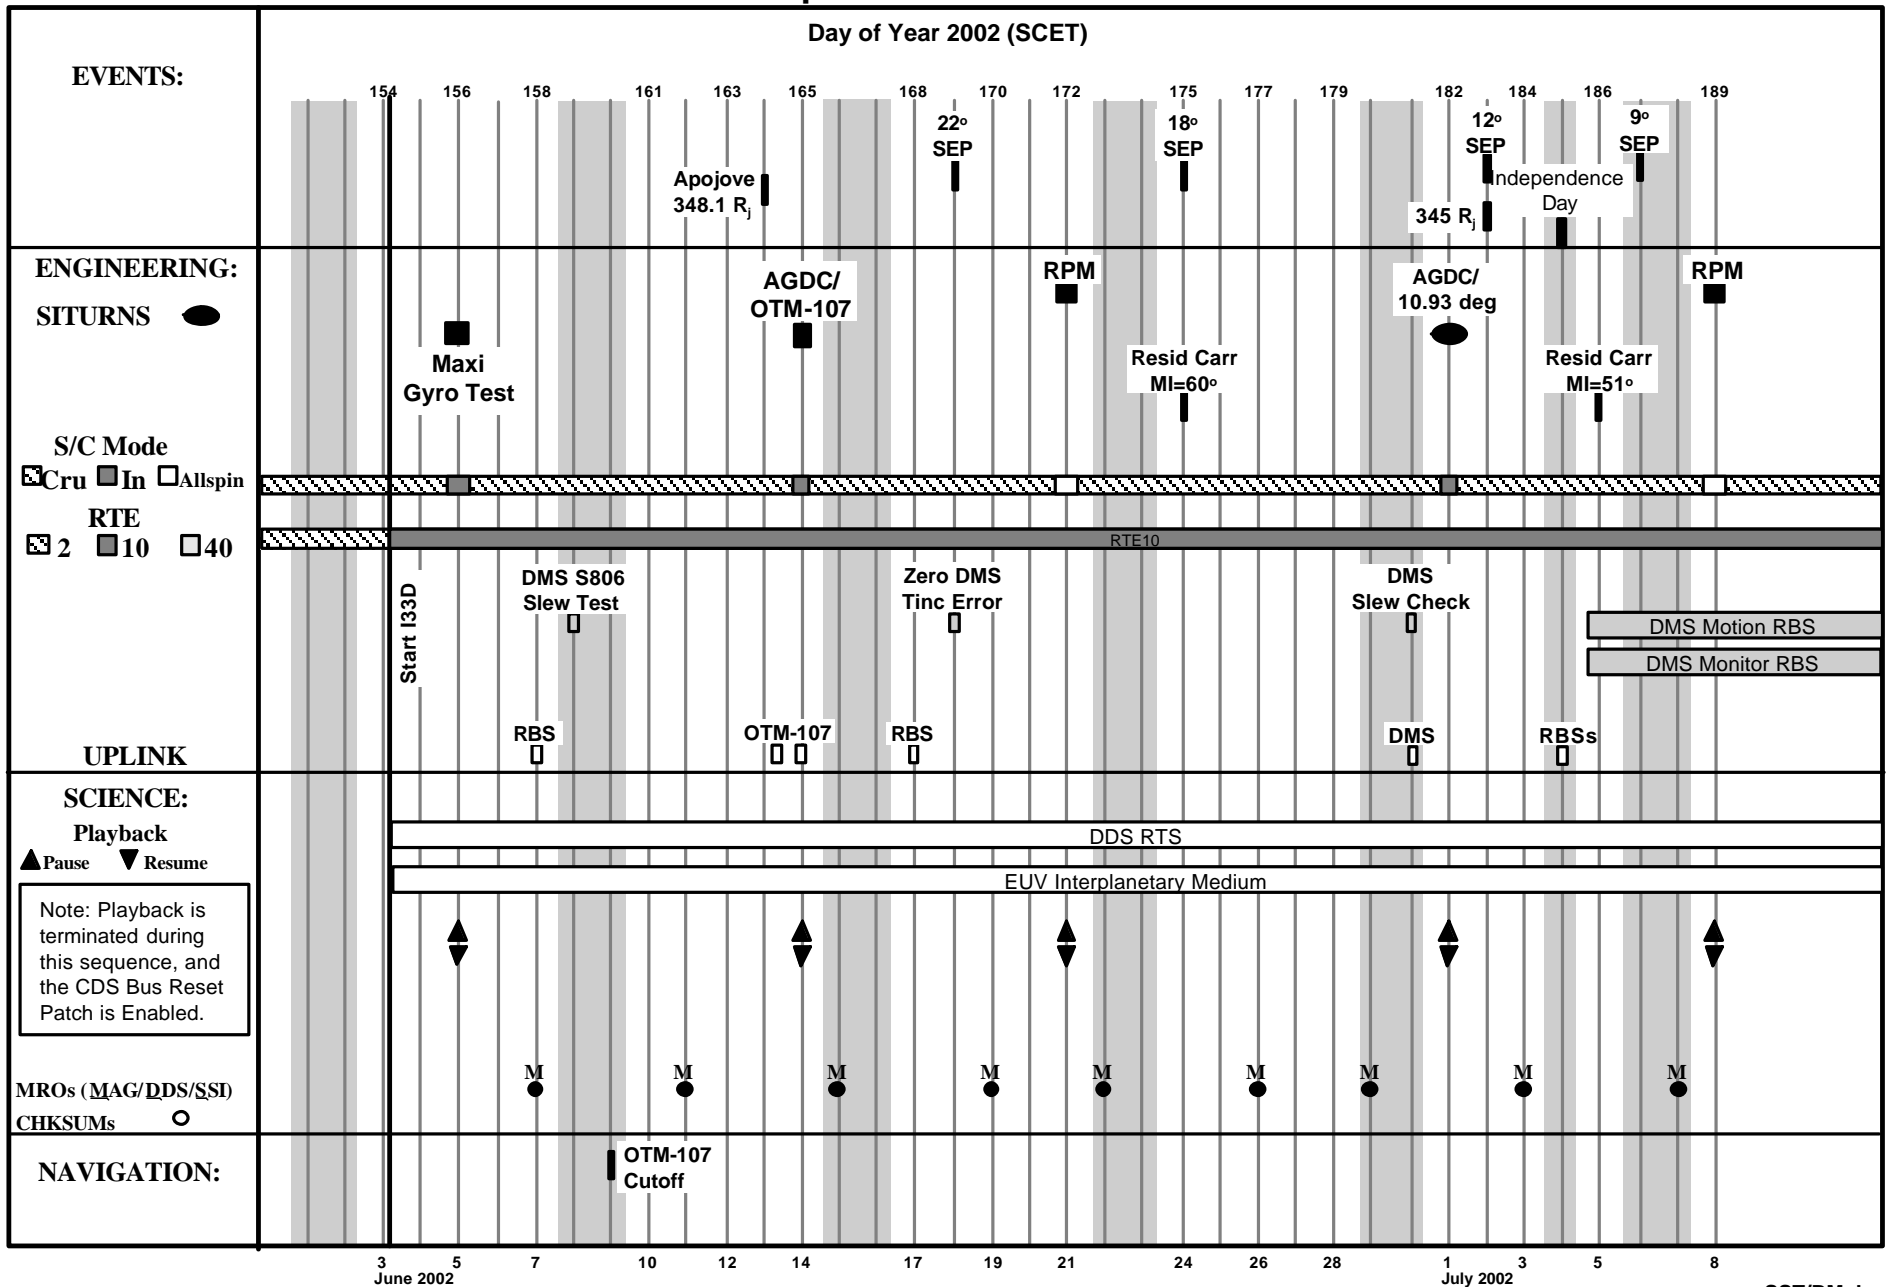 Day of Year 2002 (SCET)
EVENTS:
154 156 158 161 163 165 168 170 172 175 177 179 182 184 186 189
22º
SEP
18º
SEP
12º
SEP
9º
SEP
Apojove
348.1 Rj
345 Rj
Independence
Day
ENGINEERING:
SITURNS
Maxi
Gyro Test
AGDC/
OTM-107
RPM
Resid Carr
MI=60º
AGDC/
10.93 deg
Resid Carr
MI=51º
RPM
S/C Mode
Cru In Allspin
RTE
2 10 40
RTE10
Start I33D
DMS S806
Slew Test
Zero DMS
Tinc Error
DMS
Slew Check
DMS Motion RBS
DMS Monitor RBS
UPLINK
RBS OTM-107 RBS DMS RBSs
SCIENCE:
Playback
Pause Resume
DDS RTS
EUV Interplanetary Medium
Note: Playback is
terminated during
this sequence, and
the CDS Bus Reset
Patch is Enabled.
M M M M M M M M M
MROs (MAG/DDS/SSI)
CHKSUMs
NAVIGATION:
OTM-107
Cutoff
3 5 7 10 12 14 17 19 21 24 26 28 1 3 5 8
June 2002 July 2002